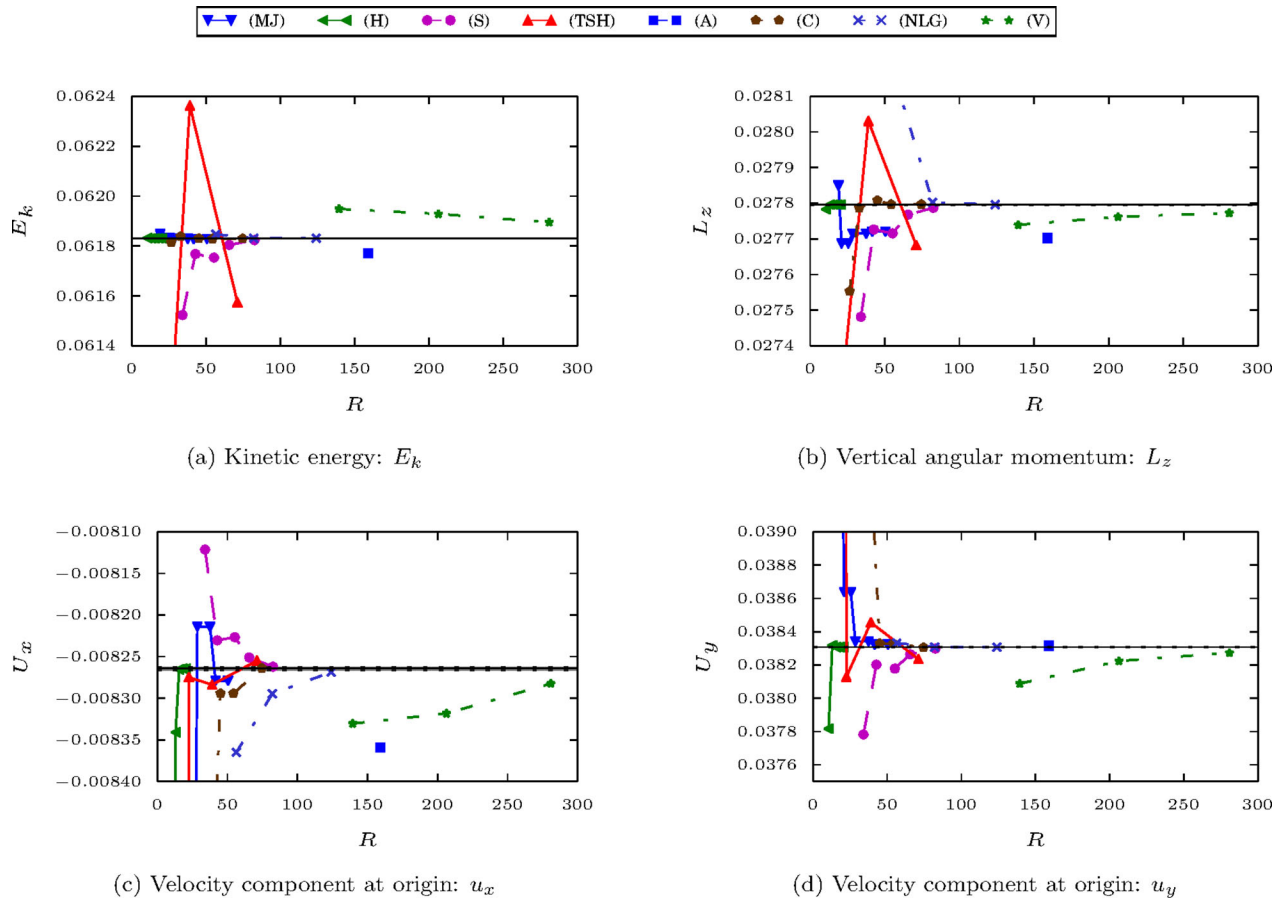 (MJ) (H) (S) (TSH) (A) (C) (NLG) (V)
0.0624
0.0622
0.0620
0.0618
0.0616
0.0614
E_k
0 50 100 150 200 250 300
R
(a) Kinetic energy: E_k
0.0281
0.0280
0.0279
0.0278
0.0277
0.0276
0.0275
0.0274
L_z
0 50 100 150 200 250 300
R
(b) Vertical angular momentum: L_z
−0.00810
−0.00815
−0.00820
−0.00825
−0.00830
−0.00835
−0.00840
U_x
0 50 100 150 200 250 300
R
(c) Velocity component at origin: u_x
0.0390
0.0388
0.0386
0.0384
0.0382
0.0380
0.0378
0.0376
U_y
0 50 100 150 200 250 300
R
(d) Velocity component at origin: u_y